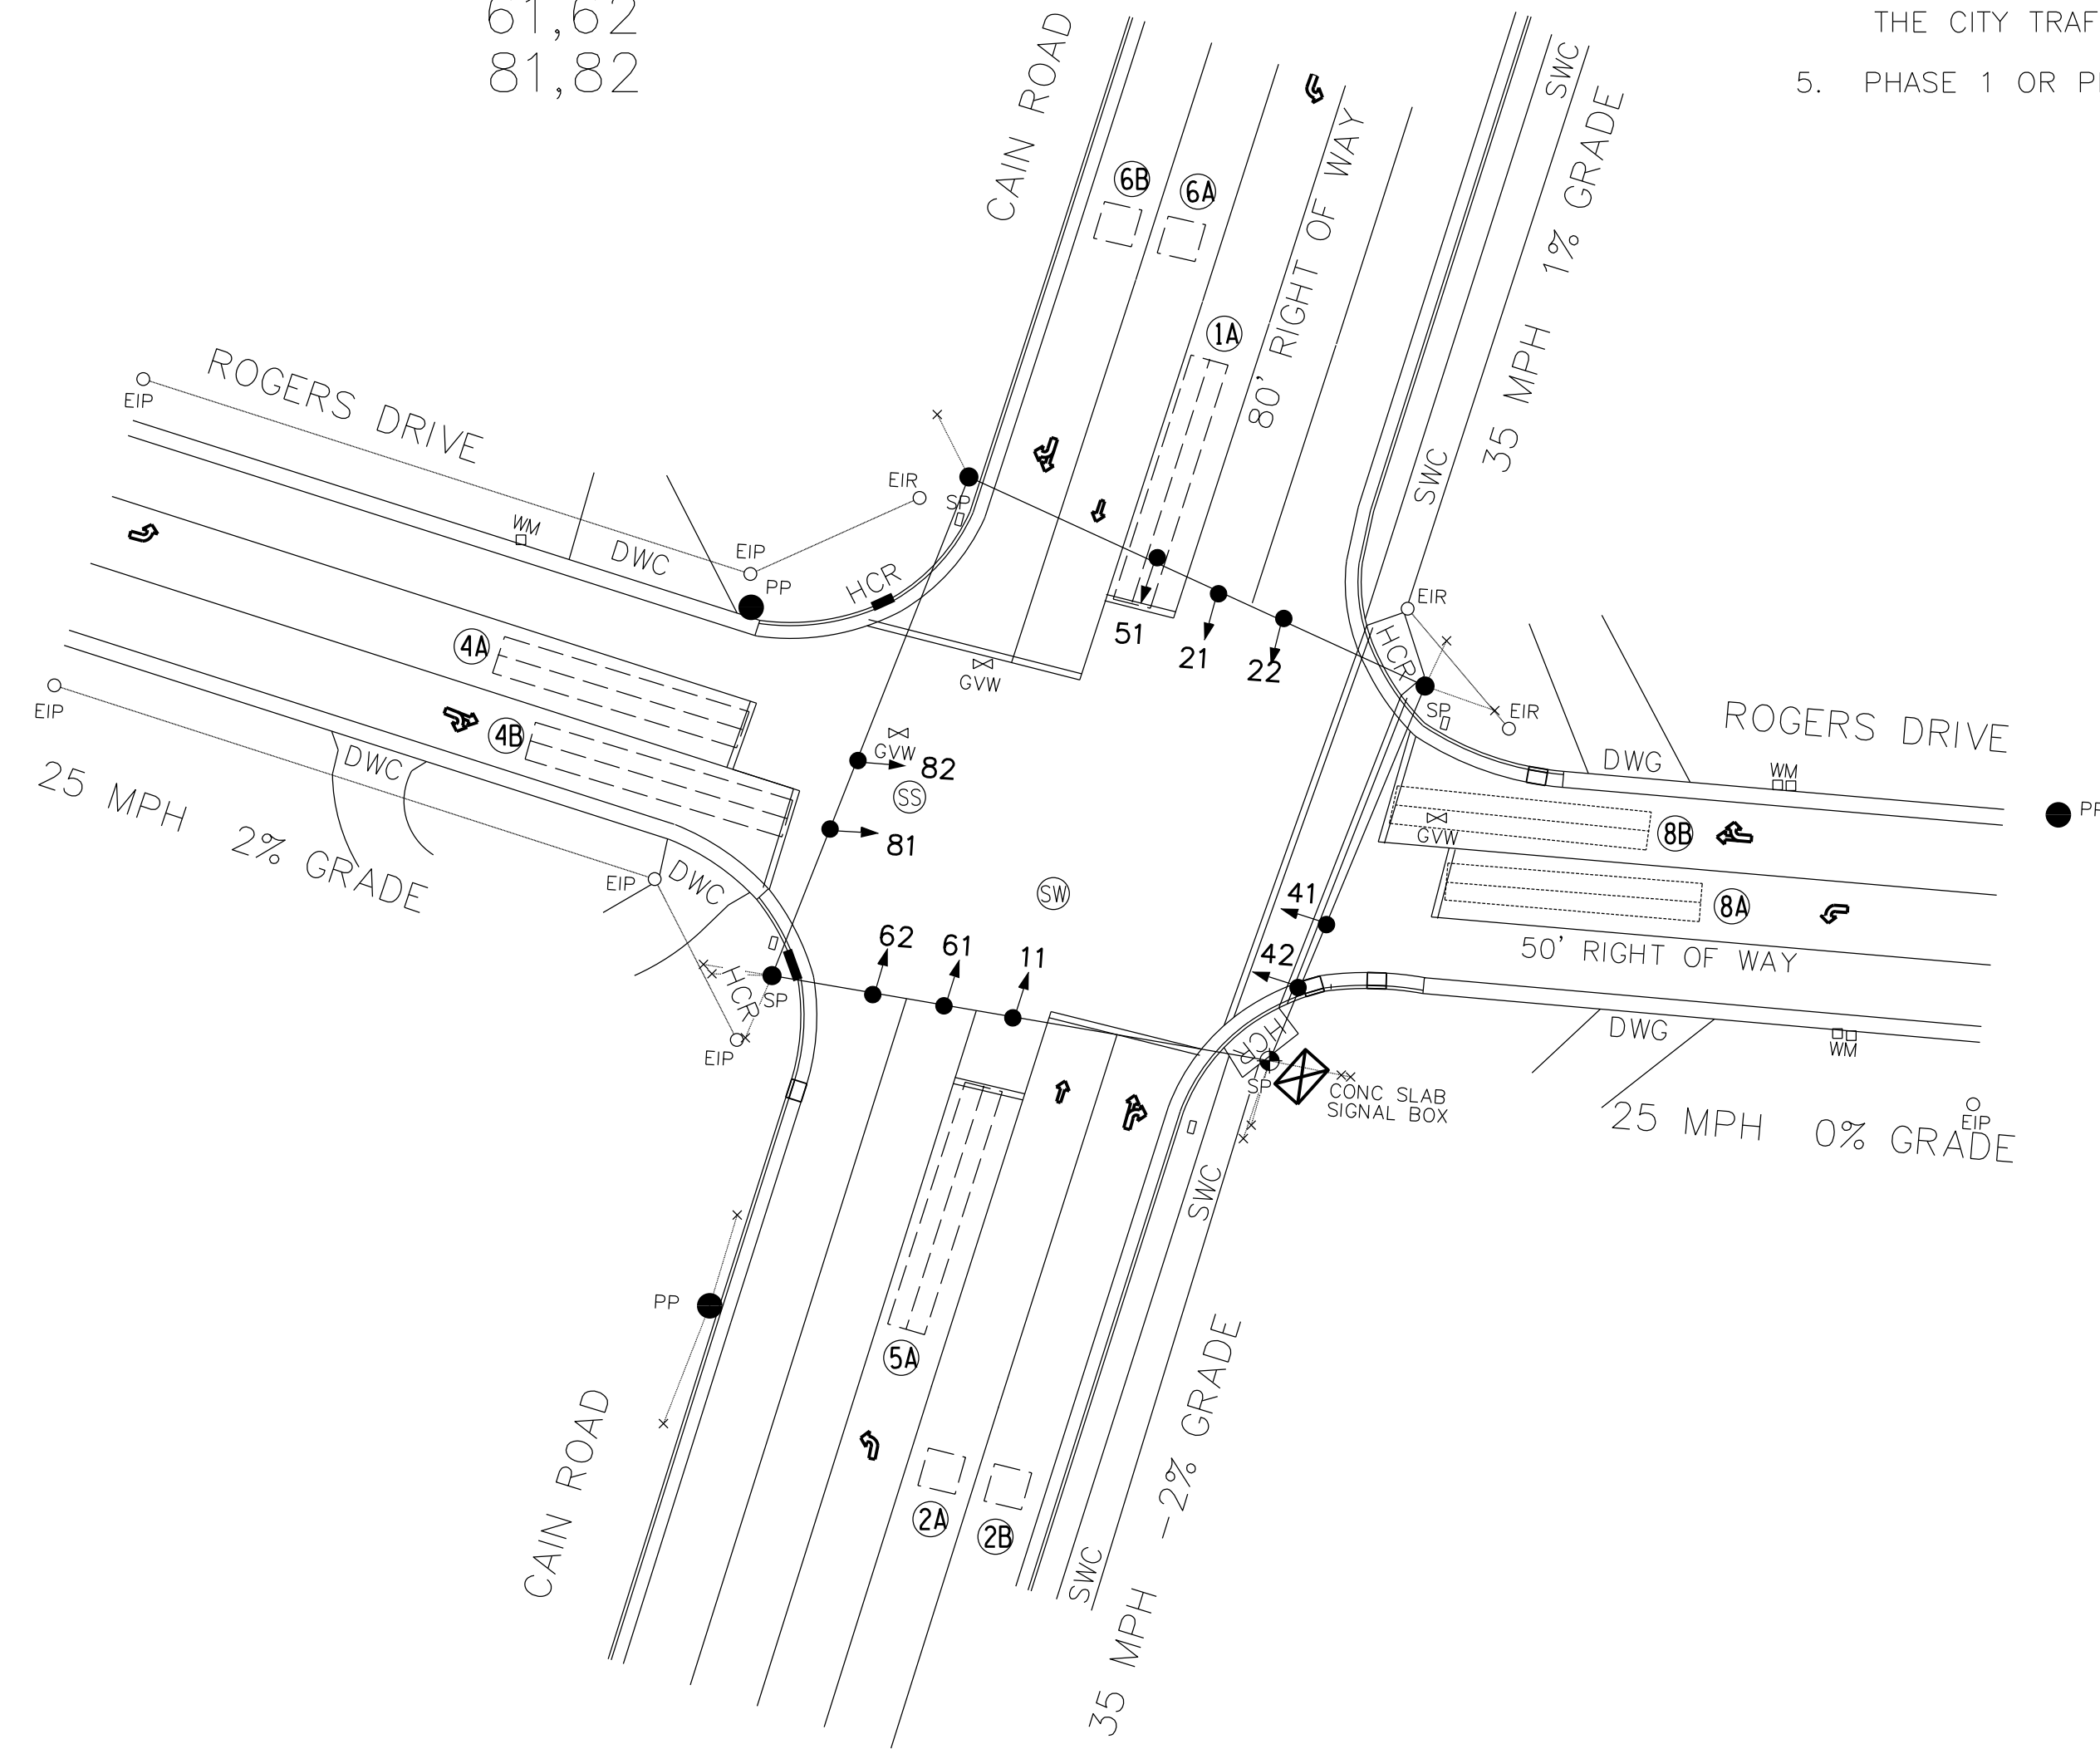 61,62
81,82
THE CITY TRAF
5. PHASE 1 OR P
CAIN ROAD
SWC
35 MPH 1% GRADE
80' RIGHT OF WAY
6B
6A
1A
ROGERS DRIVE
EIP
WM
DWC
EIP
PP
HCR
EIR
SP
SWC
4A
4B
51
21
22
GVW
HCR
EIR
EIR
SP
ROGERS DRIVE
EIP
DWC
25 MPH 2% GRADE
GVW
82
SS
81
DWG
WM
GVW
8B
8A
PP
EIP
DWC
SW
41
42
50' RIGHT OF WAY
62
61
11
HCR
SP
EIP
HCR
SP
CONC SLAB
SIGNAL BOX
DWG
WM
25 MPH 0% GRADE
EIP
SWC
PP
5A
CAIN ROAD
2A
2B
SWC
35 MPH -2% GRADE